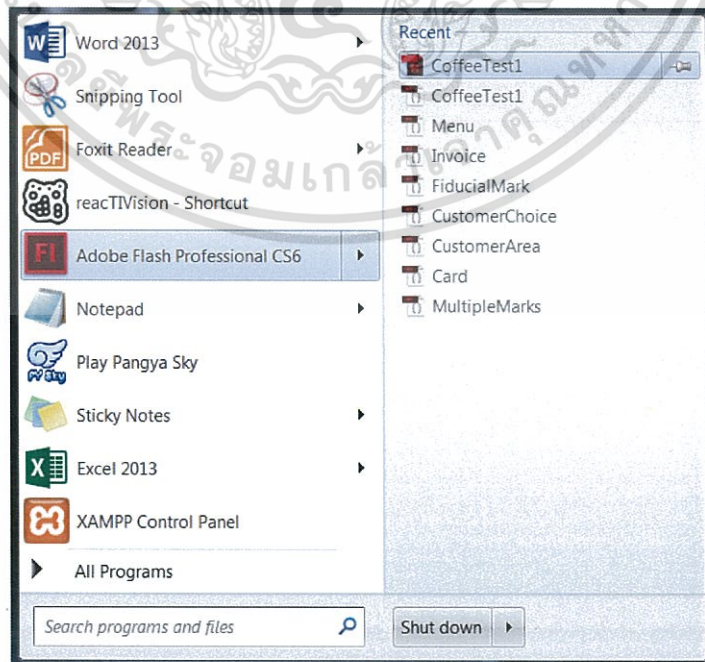 Word 2013
Snipping Tool
Foxit Reader
reacTIVision - Shortcut
Adobe Flash Professional CS6
Notepad
Play Pangya Sky
Sticky Notes
Excel 2013
XAMPP Control Panel
All Programs
Search programs and files
Recent
CoffeeTest1
CoffeeTest1
Menu
Invoice
FiducialMark
CustomerChoice
CustomerArea
Card
MultipleMarks
Shut down